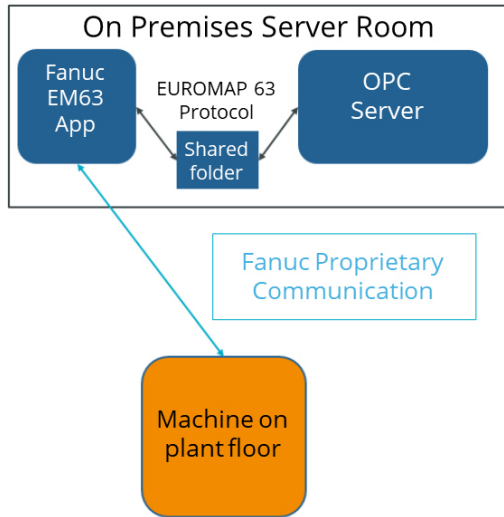 On Premises Server Room
Fanuc
EM63
App
EUROMAP 63
Protocol
Shared
folder
OPC
Server
Fanuc Proprietary
Communication
Machine on
plant floor